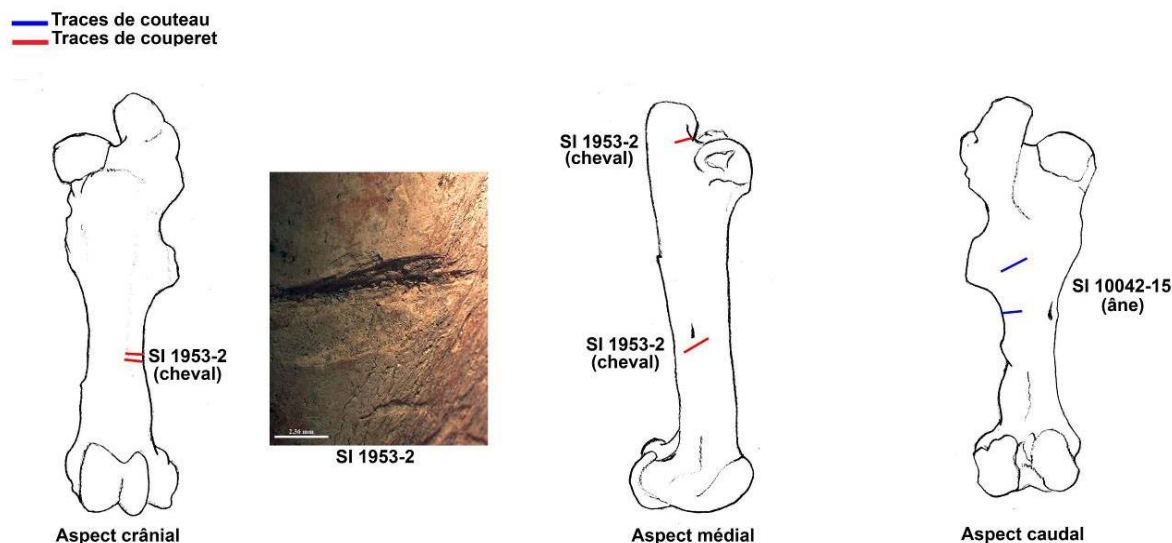 Traces de couteau
Traces de couperet
SI 1953-2
(cheval)
2.36 mm
SI 1953-2
SI 1953-2
(cheval)
SI 1953-2
(cheval)
SI 10042-15
(âne)
Aspect crânial
Aspect médial
Aspect caudal